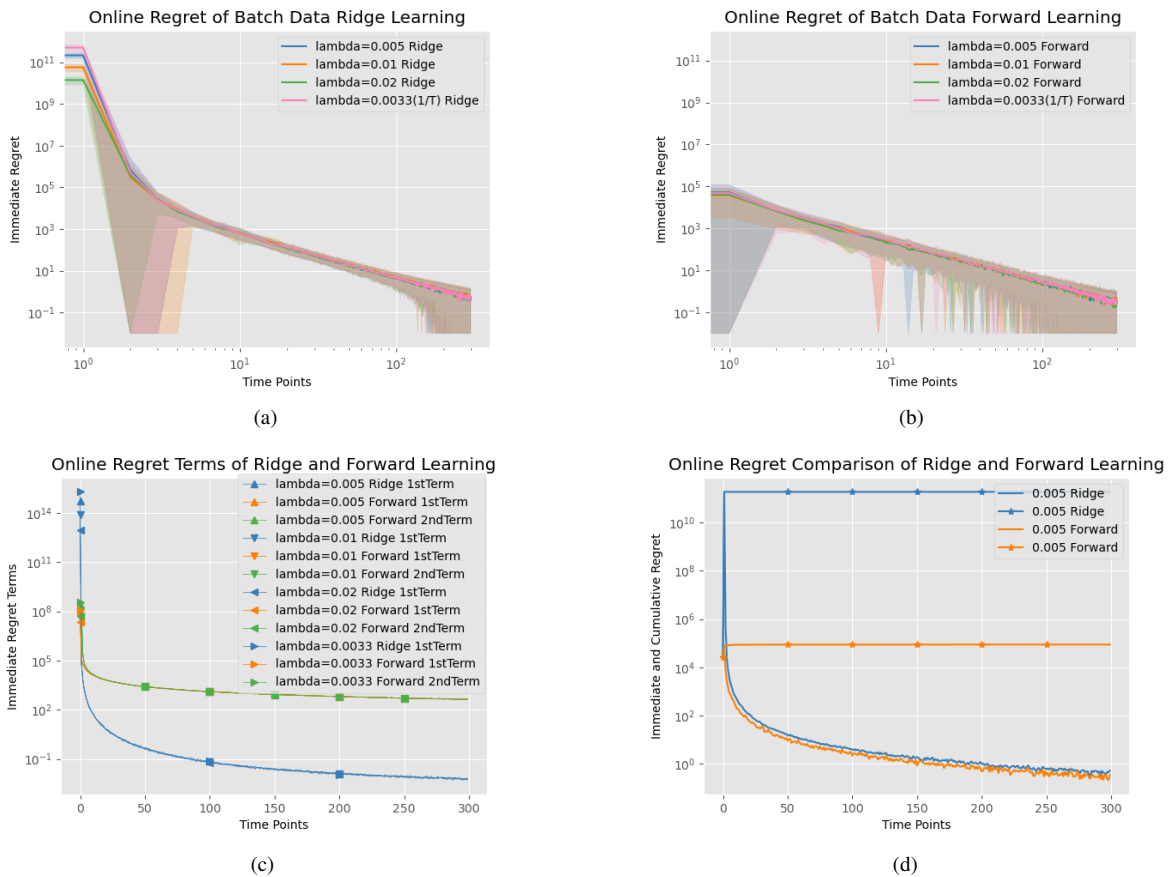 Online Regret of Batch Data Ridge Learning
Immediate Regret
10^11
10^9
10^7
10^5
10^3
10^1
10^−1
lambda=0.005 Ridge
lambda=0.01 Ridge
lambda=0.02 Ridge
lambda=0.0033(1/T) Ridge
10^0
10^1
10^2
Time Points
(a)
Online Regret of Batch Data Forward Learning
Immediate Regret
10^11
10^9
10^7
10^5
10^3
10^1
10^−1
lambda=0.005 Forward
lambda=0.01 Forward
lambda=0.02 Forward
lambda=0.0033(1/T) Forward
10^0
10^1
10^2
Time Points
(b)
Online Regret Terms of Ridge and Forward Learning
Immediate Regret Terms
10^14
10^11
10^8
10^5
10^2
10^−1
lambda=0.005 Ridge 1stTerm
lambda=0.005 Forward 1stTerm
lambda=0.005 Forward 2ndTerm
lambda=0.01 Ridge 1stTerm
lambda=0.01 Forward 1stTerm
lambda=0.01 Forward 2ndTerm
lambda=0.02 Ridge 1stTerm
lambda=0.02 Forward 1stTerm
lambda=0.02 Forward 2ndTerm
lambda=0.0033 Ridge 1stTerm
lambda=0.0033 Forward 1stTerm
lambda=0.0033 Forward 2ndTerm
0
50
100
150
200
250
300
Time Points
(c)
Online Regret Comparison of Ridge and Forward Learning
Immediate and Cumulative Regret
10^10
10^8
10^6
10^4
10^2
10^0
0.005 Ridge
0.005 Ridge
0.005 Forward
0.005 Forward
0
50
100
150
200
250
300
Time Points
(d)